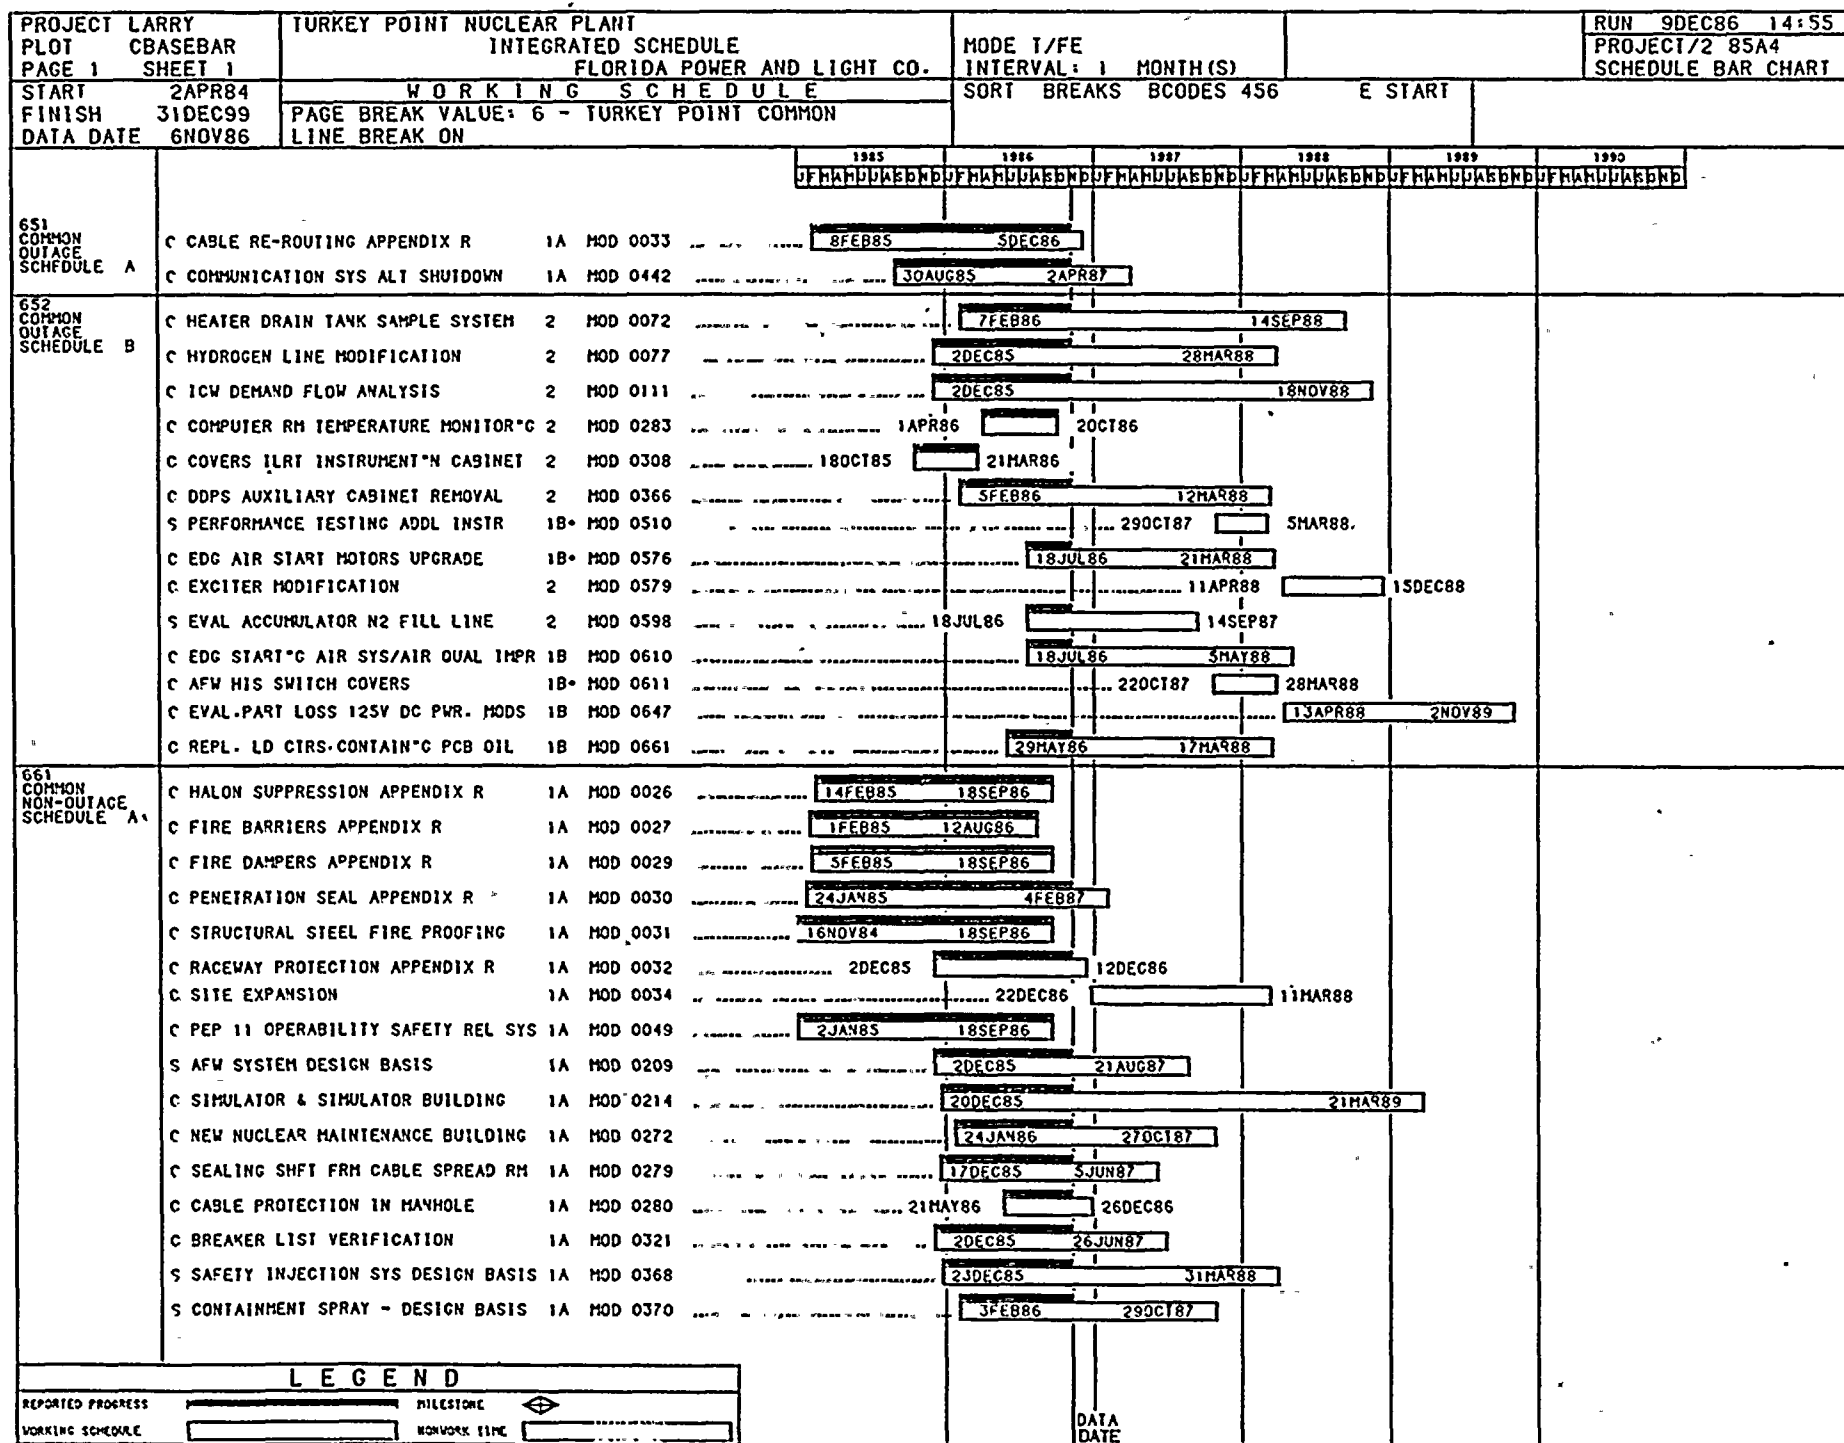 PROJECT LARRY
PLOT CBASEBAR
PAGE 1 SHEET 1
TURKEY POINT NUCLEAR PLANT
INTEGRATED SCHEDULE
FLORIDA POWER AND LIGHT CO.
MODE T/FE
INTERVAL: 1 MONTH(S)
RUN 9DEC86 14:55
PROJECT/2 85A4
SCHEDULE BAR CHART
START 2APR84
FINISH 31DEC99
DATA DATE 6NOV86
WORKING SCHEDULE
PAGE BREAK VALUE: 6 - TURKEY POINT COMMON
LINE BREAK ON
SORT BREAKS BCODES 456 E START
1985 1986 1987 1988 1989 1990
JFMAMJJASOND JFMAMJJASOND JFMAMJJASOND JFMAMJJASOND JFMAMJJASOND JFMAMJJASOND
651
COMMON
OUTAGE
SCHEDULE A
C CABLE RE-ROUTING APPENDIX R 1A MOD 0033 8FEB85 5DEC86
C COMMUNICATION SYS ALT SHUTDOWN 1A MOD 0442 30AUG85 2APR87
652
COMMON
OUTAGE
SCHEDULE B
C HEATER DRAIN TANK SAMPLE SYSTEM 2 MOD 0072 7FEB86 14SEP88
C HYDROGEN LINE MODIFICATION 2 MOD 0077 2DEC85 28MAR88
C ICW DEMAND FLOW ANALYSIS 2 MOD 0111 2DEC85 18NOV88
C COMPUTER RM TEMPERATURE MONITOR"G 2 MOD 0283 1APR86 2OCT86
C COVERS ILRT INSTRUMENT"N CABINET 2 MOD 0308 18OCT85 21MAR86
C DDPS AUXILIARY CABINET REMOVAL 2 MOD 0366 5FEB86 12MAR88
S PERFORMANCE TESTING ADDL INSTR 1B* MOD 0510 29OCT87 5MAR88
C EDG AIR START MOTORS UPGRADE 1B* MOD 0576 18JUL86 21MAR88
C EXCITER MODIFICATION 2 MOD 0579 11APR88 15DEC88
S EVAL ACCUMULATOR N2 FILL LINE 2 MOD 0598 18JUL86 14SEP87
C EDG START"G AIR SYS/AIR QUAL IMPR 1B MOD 0610 18JUL86 5MAY88
C AFW HIS SWITCH COVERS 1B* MOD 0611 22OCT87 28MAR88
C EVAL.PART LOSS 125V DC PWR. MODS 1B MOD 0647 13APR88 2NOV89
C REPL. LD CTRS.CONTAIN"G PCB OIL 1B MOD 0661 29MAY86 17MAR88
661
COMMON
NON-OUTAGE
SCHEDULE A
C HALON SUPPRESSION APPENDIX R 1A MOD 0026 14FEB85 18SEP86
C FIRE BARRIERS APPENDIX R 1A MOD 0027 1FEB85 12AUG86
C FIRE DAMPERS APPENDIX R 1A MOD 0029 5FEB85 18SEP86
C PENETRATION SEAL APPENDIX R 1A MOD 0030 24JAN85 4FEB87
C STRUCTURAL STEEL FIRE PROOFING 1A MOD 0031 16NOV84 18SEP86
C RACEWAY PROTECTION APPENDIX R 1A MOD 0032 2DEC85 12DEC86
C SITE EXPANSION 1A MOD 0034 22DEC86 11MAR88
C PEP 11 OPERABILITY SAFETY REL SYS 1A MOD 0049 2JAN85 18SEP86
S AFW SYSTEM DESIGN BASIS 1A MOD 0209 2DEC85 21AUG87
C SIMULATOR & SIMULATOR BUILDING 1A MOD 0214 20DEC85 21MAR89
C NEW NUCLEAR MAINTENANCE BUILDING 1A MOD 0272 24JAN86 27OCT87
C SEALING SHFT FRM CABLE SPREAD RM 1A MOD 0279 17DEC85 5JUN87
C CABLE PROTECTION IN MANHOLE 1A MOD 0280 21MAY86 26DEC86
C BREAKER LIST VERIFICATION 1A MOD 0321 2DEC85 26JUN87
S SAFETY INJECTION SYS DESIGN BASIS 1A MOD 0368 23DEC85 31MAR88
S CONTAINMENT SPRAY - DESIGN BASIS 1A MOD 0370 3FEB86 29OCT87
LEGEND
REPORTED PROGRESS MILESTONE
WORKING SCHEDULE NONWORK TIME
DATA
DATE